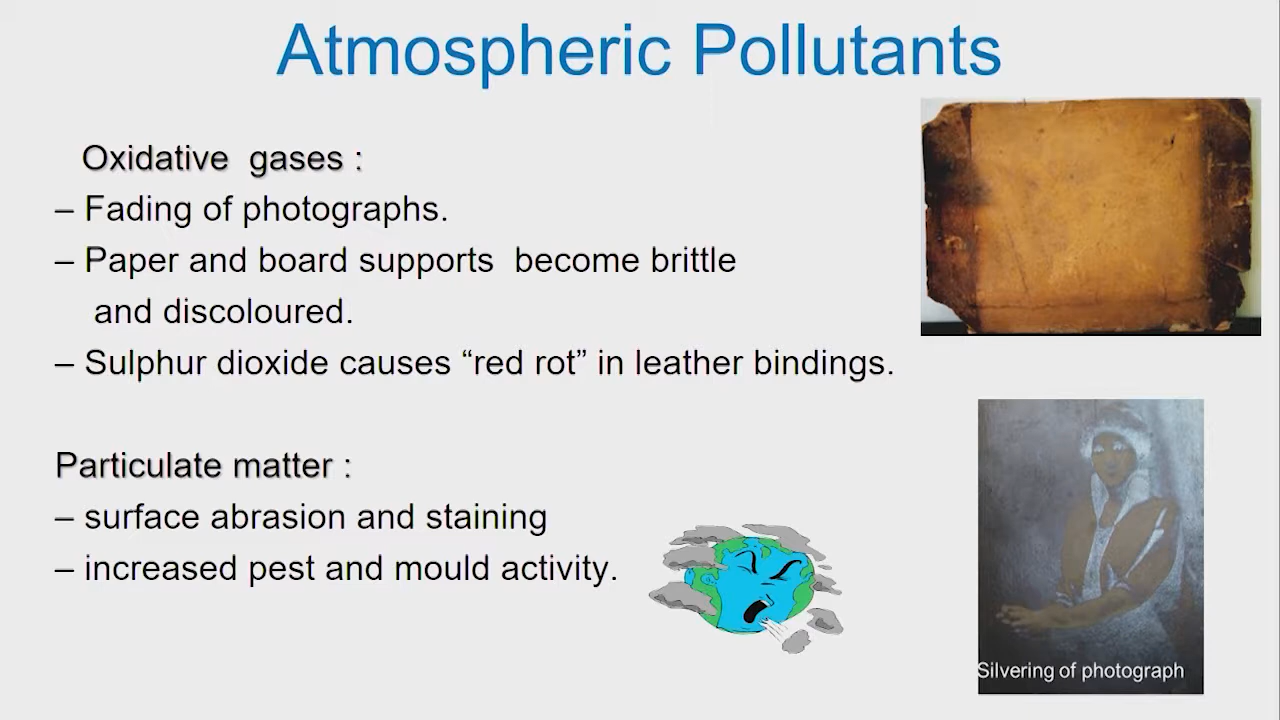 Atmospheric Pollutants
Oxidative gases :
– Fading of photographs.
– Paper and board supports become brittle
and discoloured.
– Sulphur dioxide causes “red rot” in leather bindings.
Particulate matter :
– surface abrasion and staining
– increased pest and mould activity.
Silvering of photograph